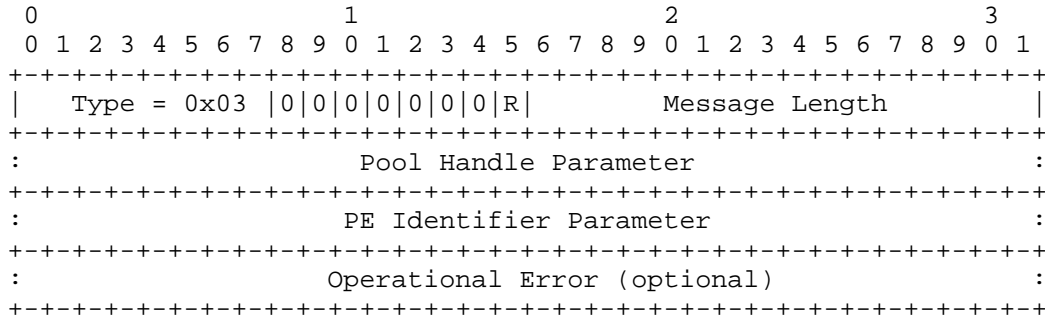 0                   1                   2                   3
 0 1 2 3 4 5 6 7 8 9 0 1 2 3 4 5 6 7 8 9 0 1 2 3 4 5 6 7 8 9 0 1
+-+-+-+-+-+-+-+-+-+-+-+-+-+-+-+-+-+-+-+-+-+-+-+-+-+-+-+-+-+-+-+-+
|   Type = 0x03 |0|0|0|0|0|0|0|R|        Message Length         |
+-+-+-+-+-+-+-+-+-+-+-+-+-+-+-+-+-+-+-+-+-+-+-+-+-+-+-+-+-+-+-+-+
:                     Pool Handle Parameter                     :
+-+-+-+-+-+-+-+-+-+-+-+-+-+-+-+-+-+-+-+-+-+-+-+-+-+-+-+-+-+-+-+-+
:                    PE Identifier Parameter                    :
+-+-+-+-+-+-+-+-+-+-+-+-+-+-+-+-+-+-+-+-+-+-+-+-+-+-+-+-+-+-+-+-+
:                   Operational Error (optional)                :
+-+-+-+-+-+-+-+-+-+-+-+-+-+-+-+-+-+-+-+-+-+-+-+-+-+-+-+-+-+-+-+-+